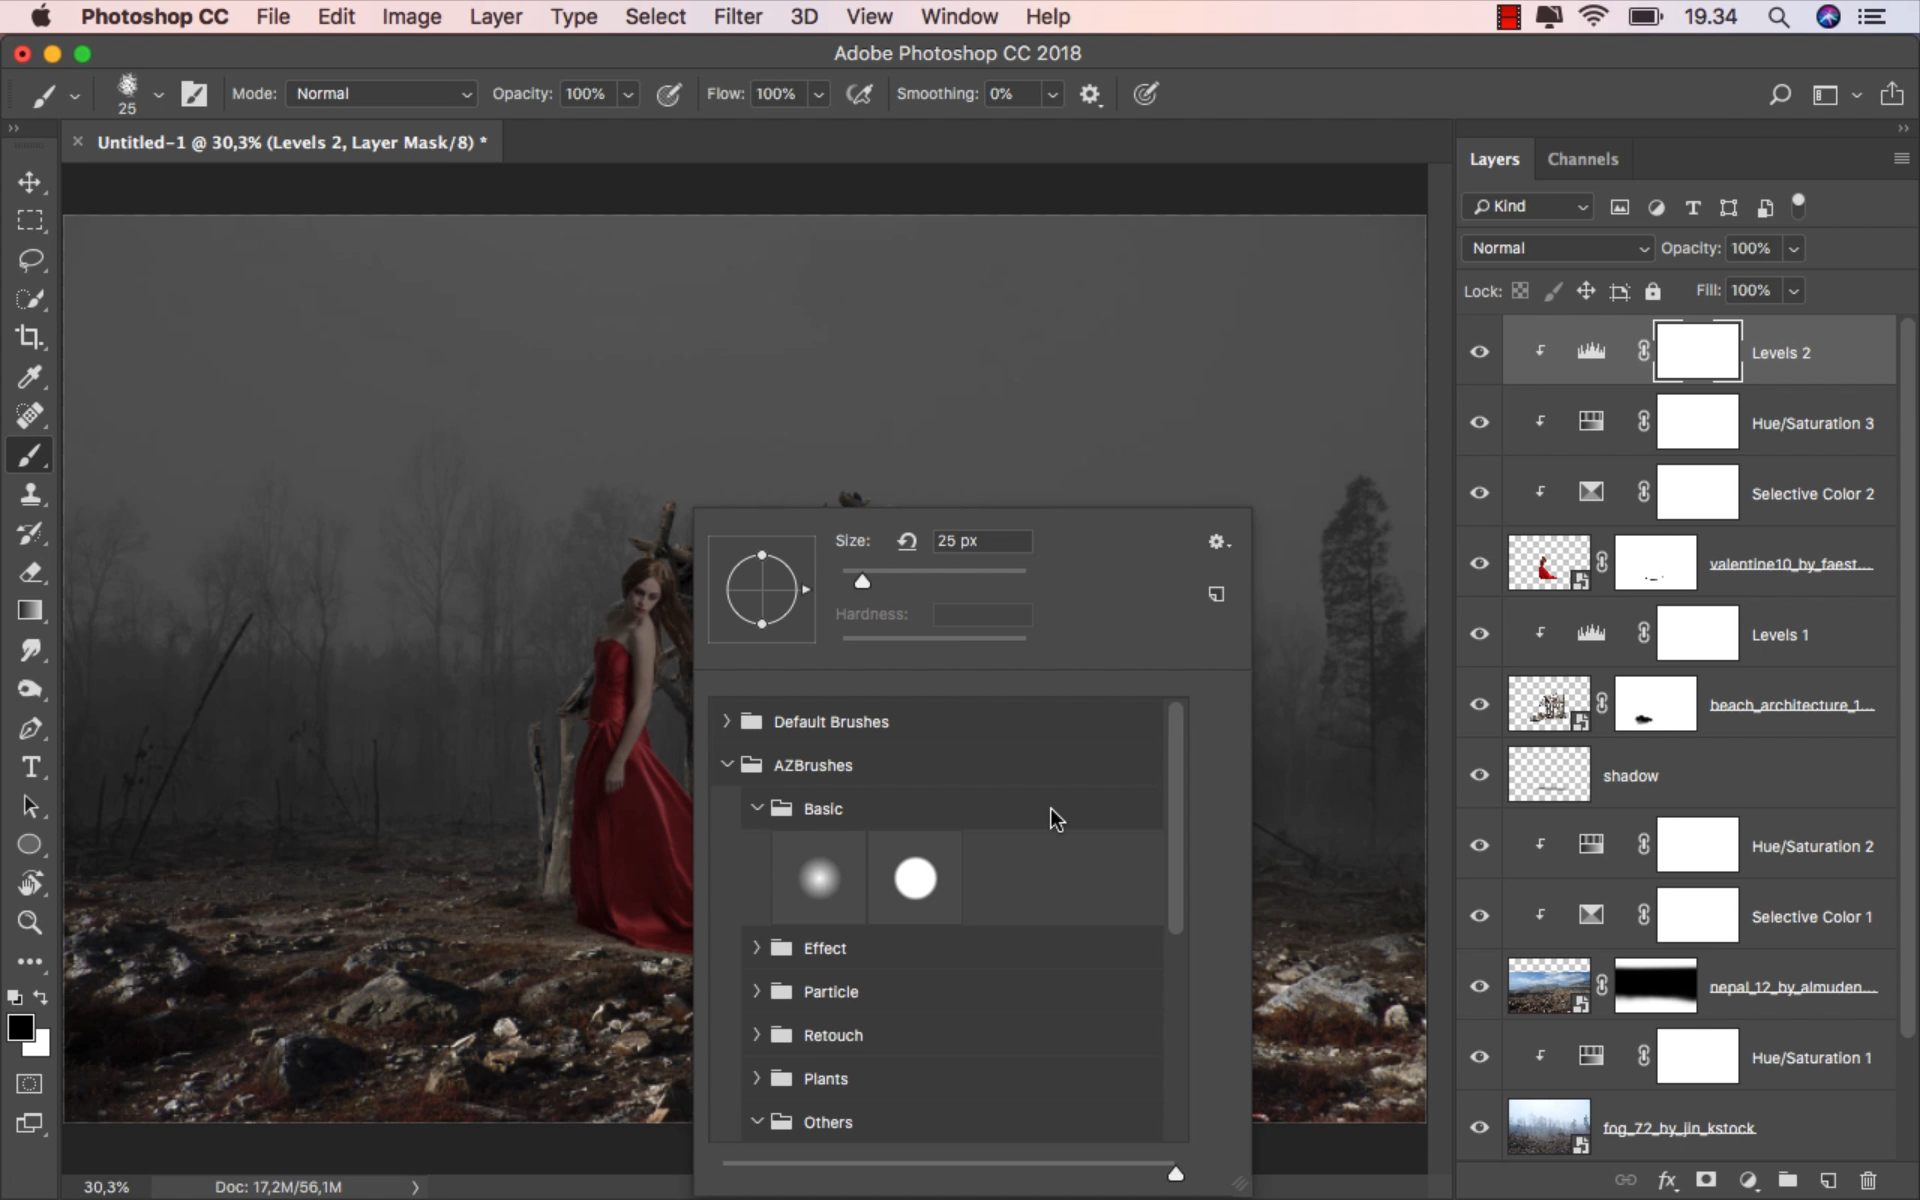 Photoshop CC File Edit Image Layer Type Select Filter 3D View Window Help 19.34
Adobe Photoshop CC 2018
25 Mode: Normal Opacity: 100% Flow: 100% Smoothing: 0%
Untitled-1 @ 30,3% (Levels 2, Layer Mask/8) *
Layers Channels
Kind
Normal Opacity: 100%
Lock: Fill: 100%
Levels 2
Hue/Saturation 3
Selective Color 2
valentine10_by_faest...
Levels 1
beach_architecture_1...
shadow
Hue/Saturation 2
Selective Color 1
nepal_12_by_almuden...
Hue/Saturation 1
fog_72_by_jin_kstock
Size: 25 px
Hardness:
Default Brushes
AZBrushes
Basic
Effect
Particle
Retouch
Plants
Others
30,3% Doc: 17,2M/56,1M